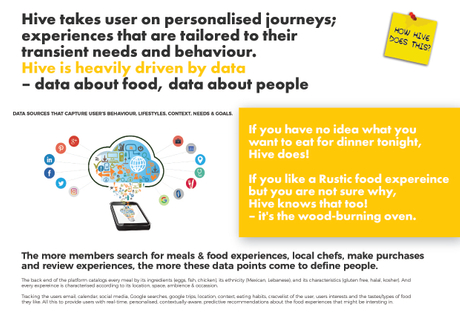 Hive takes user on personalised journeys;
experiences that are tailored to their
transient needs and behaviour.
Hive is heavily driven by data
– data about food, data about people
HOW HIVE
DOES THIS?
DATA SOURCES THAT CAPTURE USER'S BEHAVIOUR, LIFESTYLES. CONTEXT, NEEDS & GOALS.
If you have no idea what you
want to eat for dinner tonight,
Hive does!
If you like a Rustic food expereince
but you are not sure why,
Hive knows that too!
– it's the wood-burning oven.
The more members search for meals & food experiences, local chefs, make purchases
and review experiences, the more these data points come to define people.
The back end of the platform catalogs every meal by its ingredients (eggs, fish, chicken), its ethnicity (Mexican, Lebanese), and its characteristics (gluten free, halal, kosher). And
every expereince is characterised according to its location, space, ambience & occasion.
Tracking the users email, calendar, social media, Google searches, google trips, location, context eating habits, craigslist of the user, users interests and the tastes/types of food
they like. All this to provide users with real-time, personalised, contextually-aware, predictive recommendations about the food experiences that might be intersting in.